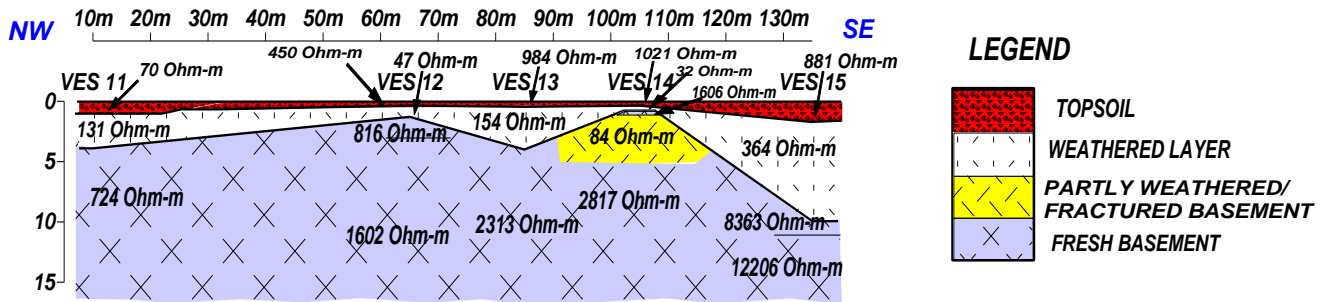 10m 20m 30m 40m 50m 60m 70m 80m 90m 100m 110m 120m 130m
NW
SE
450 Ohm-m
47 Ohm-m
984 Ohm-m
1021 Ohm-m
70 Ohm-m
32 Ohm-m
881 Ohm-m
VES 11
VES 12
VES 13
VES 14
VES 15
1606 Ohm-m
0
131 Ohm-m
816 Ohm-m
154 Ohm-m
84 Ohm-m
364 Ohm-m
5
724 Ohm-m
2817 Ohm-m
10
1602 Ohm-m
2313 Ohm-m
8363 Ohm-m
12206 Ohm-m
15
LEGEND
TOPSOIL
WEATHERED LAYER
PARTLY WEATHERED/
FRACTURED BASEMENT
FRESH BASEMENT